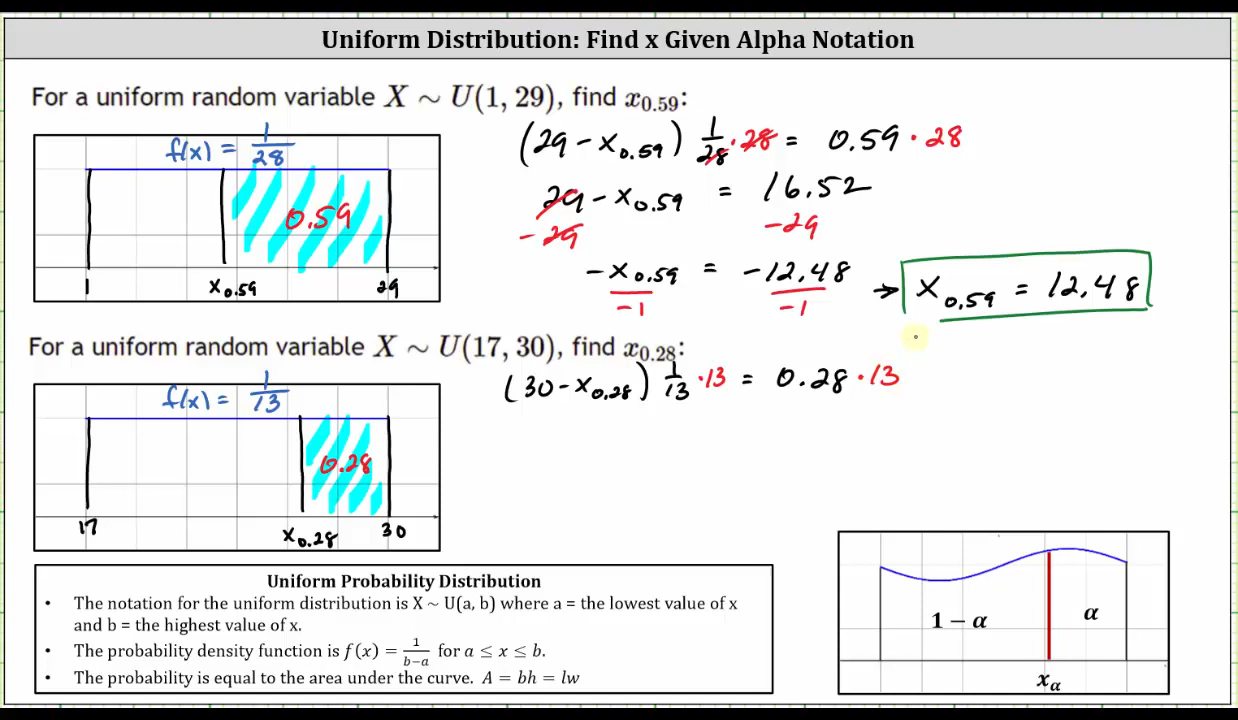 Uniform Distribution: Find x Given Alpha Notation
For a uniform random variable X ∼ U(1, 29), find x₀.₅₉:
f(x) = 1/28
0.59
1 x₀.₅₉ 29
(29 - x₀.₅₉) 1/28 · 28 = 0.59 · 28
29 - x₀.₅₉ = 16.52
-29 -29
-x₀.₅₉ = -12.48
-1 -1
→ x₀.₅₉ = 12.48
For a uniform random variable X ∼ U(17, 30), find x₀.₂₈:
f(x) = 1/13
0.28
17 x₀.₂₈ 30
(30 - x₀.₂₈) 1/13 · 13 = 0.28 · 13
Uniform Probability Distribution
• The notation for the uniform distribution is X ~ U(a, b) where a = the lowest value of x
and b = the highest value of x.
• The probability density function is f(x) = 1/(b−a) for a ≤ x ≤ b.
• The probability is equal to the area under the curve. A = bh = lw
1 − α α
xα